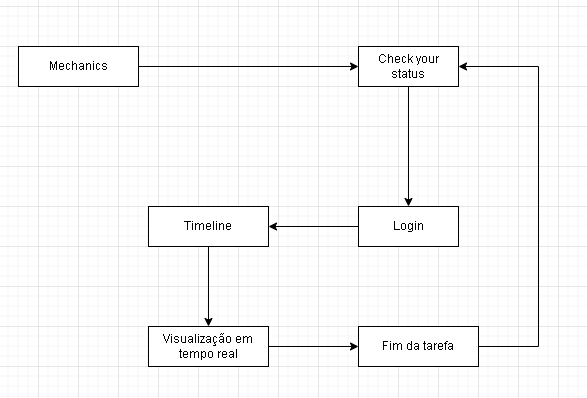 Mechanics
Check your
status
Timeline
Login
Visualização em
tempo real
Fim da tarefa